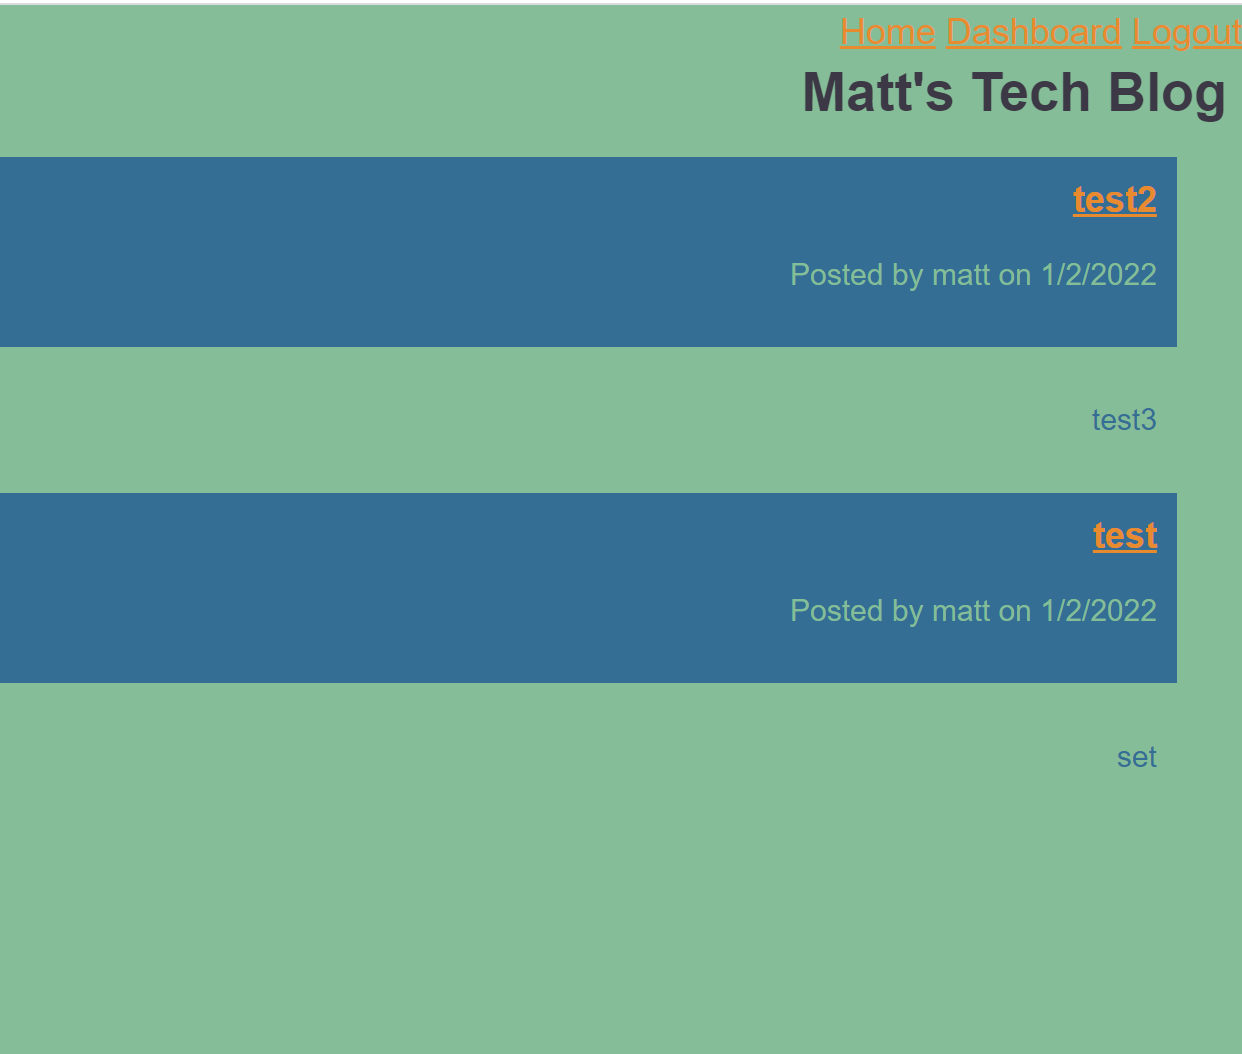 Home Dashboard Logout
Matt's Tech Blog
test2
Posted by matt on 1/2/2022
test3
test
Posted by matt on 1/2/2022
set